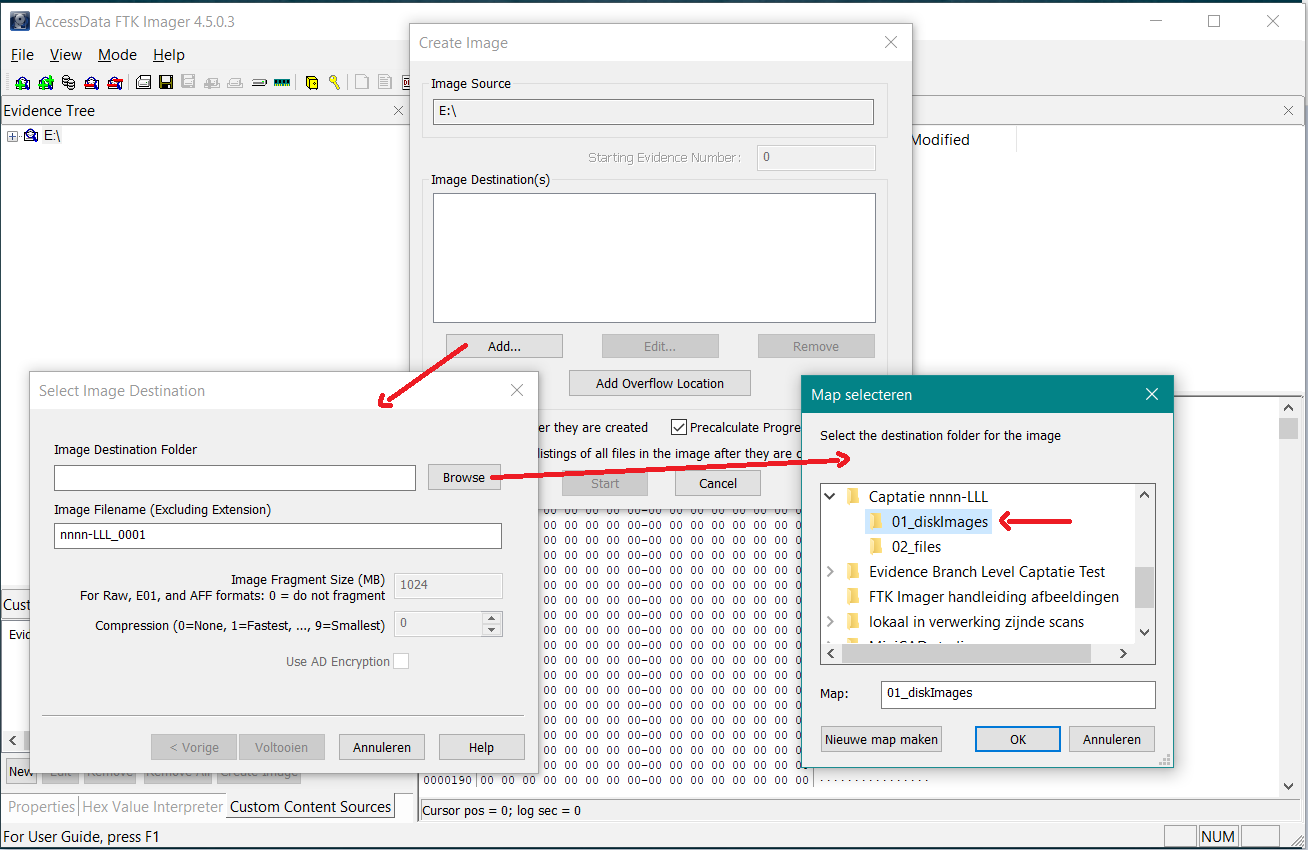 AccessData FTK Imager 4.5.0.3
File View Mode Help
Evidence Tree
E:\
Modified
Create Image
Image Source
E:\
Starting Evidence Number:
0
Image Destination(s)
Add...
Edit...
Remove
Add Overflow Location
er they are created
Precalculate Progre
listings of all files in the image after they are c
Start
Cancel
Select Image Destination
Image Destination Folder
Browse
Image Filename (Excluding Extension)
nnnn-LLL_0001
Image Fragment Size (MB)
For Raw, E01, and AFF formats: 0 = do not fragment
1024
Compression (0=None, 1=Fastest, ..., 9=Smallest)
0
Use AD Encryption
< Vorige
Voltooien
Annuleren
Help
Map selecteren
Select the destination folder for the image
Captatie nnnn-LLL
01_diskImages
02_files
Evidence Branch Level Captatie Test
FTK Imager handleiding afbeeldingen
lokaal in verwerking zijnde scans
Map:
01_diskImages
Nieuwe map maken
OK
Annuleren
Cust
Evid
New
Edit
Remove
Remove All
Create Image
0000190 00 00 00 00 00 00 00 00-00 00 00 00 00 00 00 00 ................
Properties Hex Value Interpreter Custom Content Sources
Cursor pos = 0; log sec = 0
For User Guide, press F1
NUM